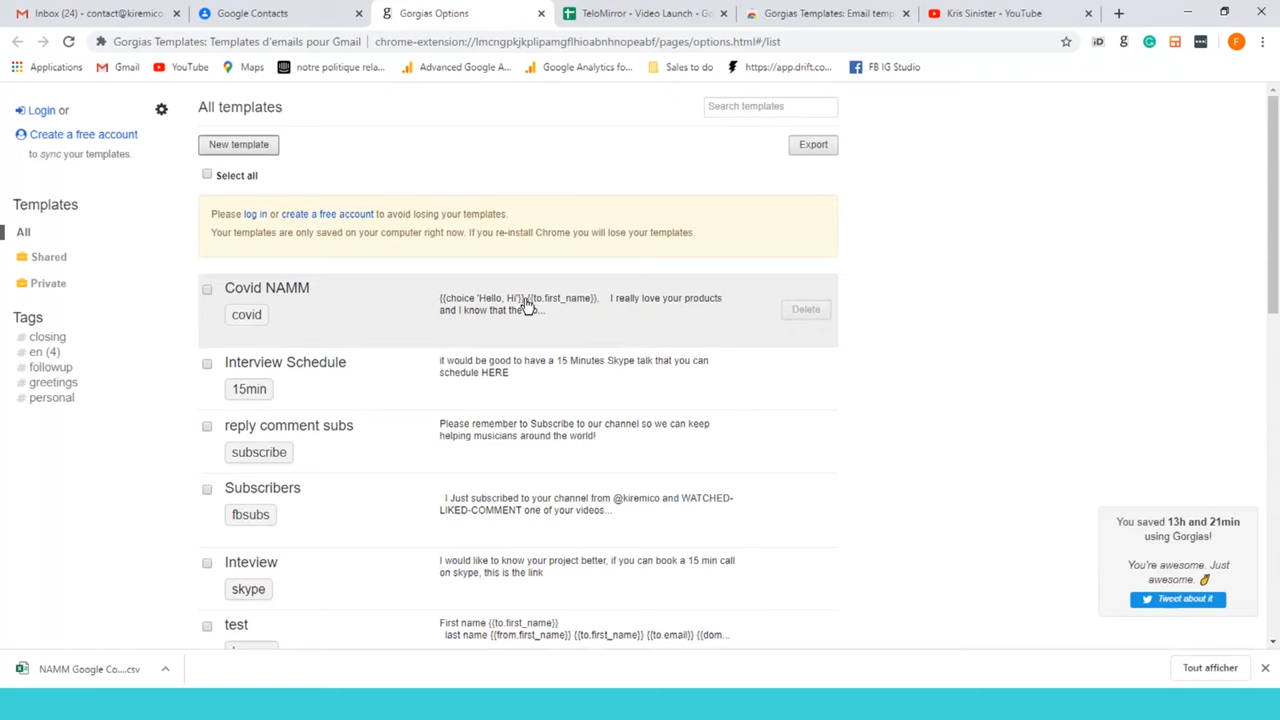 Inbox (54) - contact@kiremico
Google Contacts
Gorgias Options
TeloMirror - Video Launch - Go
Gorgias Templates: Email temp
Kris Sinister - YouTube
Gorgias Templates: Templates d'emails pour Gmail
chrome-extension://lmcngpkjkplipamgflhioabnhnopeabf/pages/options.html#/list
Applications
Gmail
YouTube
Maps
notre politique rela...
Advanced Google A...
Google Analytics fo...
Sales to do
https://app.drift.co...
FB IG Studio
Login or
Create a free account
to sync your templates.
Templates
All
Shared
Private
Tags
# closing
# en (4)
# followup
# greetings
# personal
All templates
Search templates
New template
Export
Select all
Please log in or create a free account to avoid losing your templates.
Your templates are only saved on your computer right now. If you re-install Chrome you will lose your templates.
Covid NAMM
covid
{{choice 'Hello, Hi'}} {{to.first_name}}, I really love your products
and I know that the
Delete
Interview Schedule
15min
it would be good to have a 15 Minutes Skype talk that you can
schedule HERE
reply comment subs
subscribe
Please remember to Subscribe to our channel so we can keep
helping musicians around the world!
Subscribers
fbsubs
I Just subscribed to your channel from @kiremico and WATCHED-
LIKED-COMMENT one of your videos...
Inteview
skype
I would like to know your project better, if you can book a 15 min call
on skype, this is the link
test
First name {{to.first_name}}
last name {{from.first_name}} {{to.first_name}} {{to.email}} {{dom...
You saved 13h and 21min
using Gorgias!
You're awesome. Just
awesome.
Tweet about it
NAMM Google Co....csv
Tout afficher